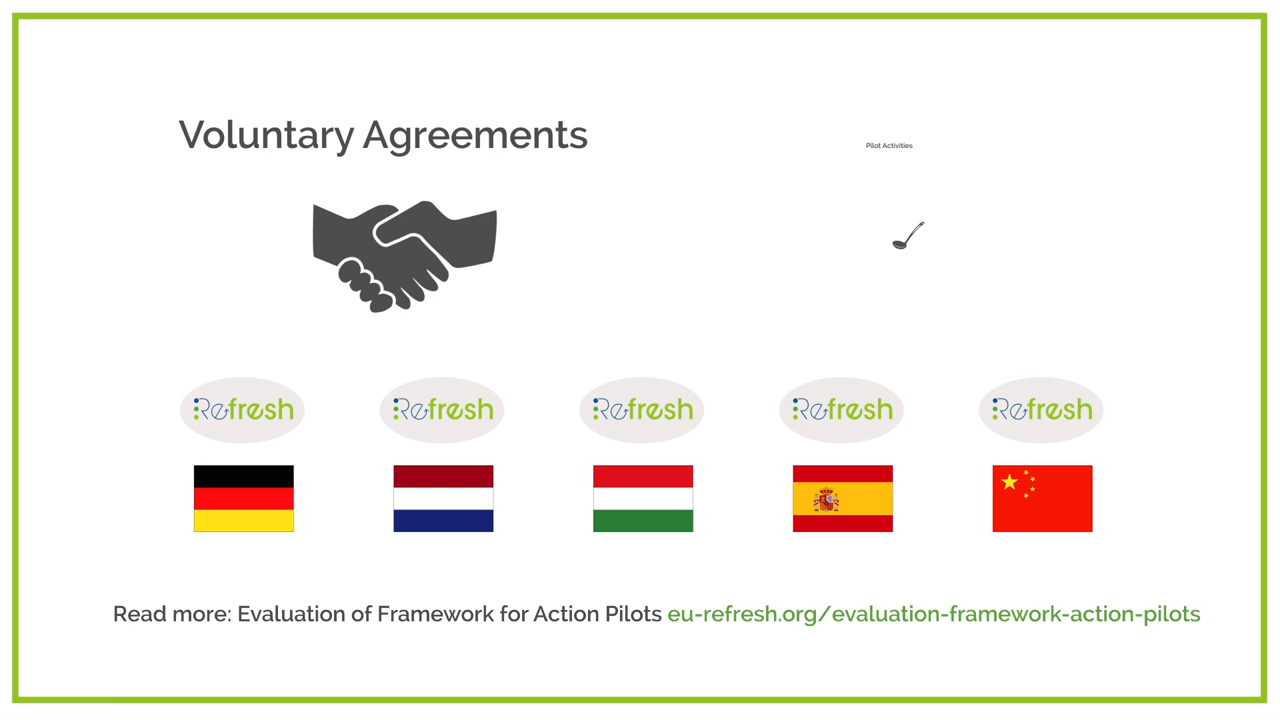 Voluntary Agreements
Pilot Activities
Refresh Refresh Refresh Refresh Refresh
Read more: Evaluation of Framework for Action Pilots eu-refresh.org/evaluation-framework-action-pilots